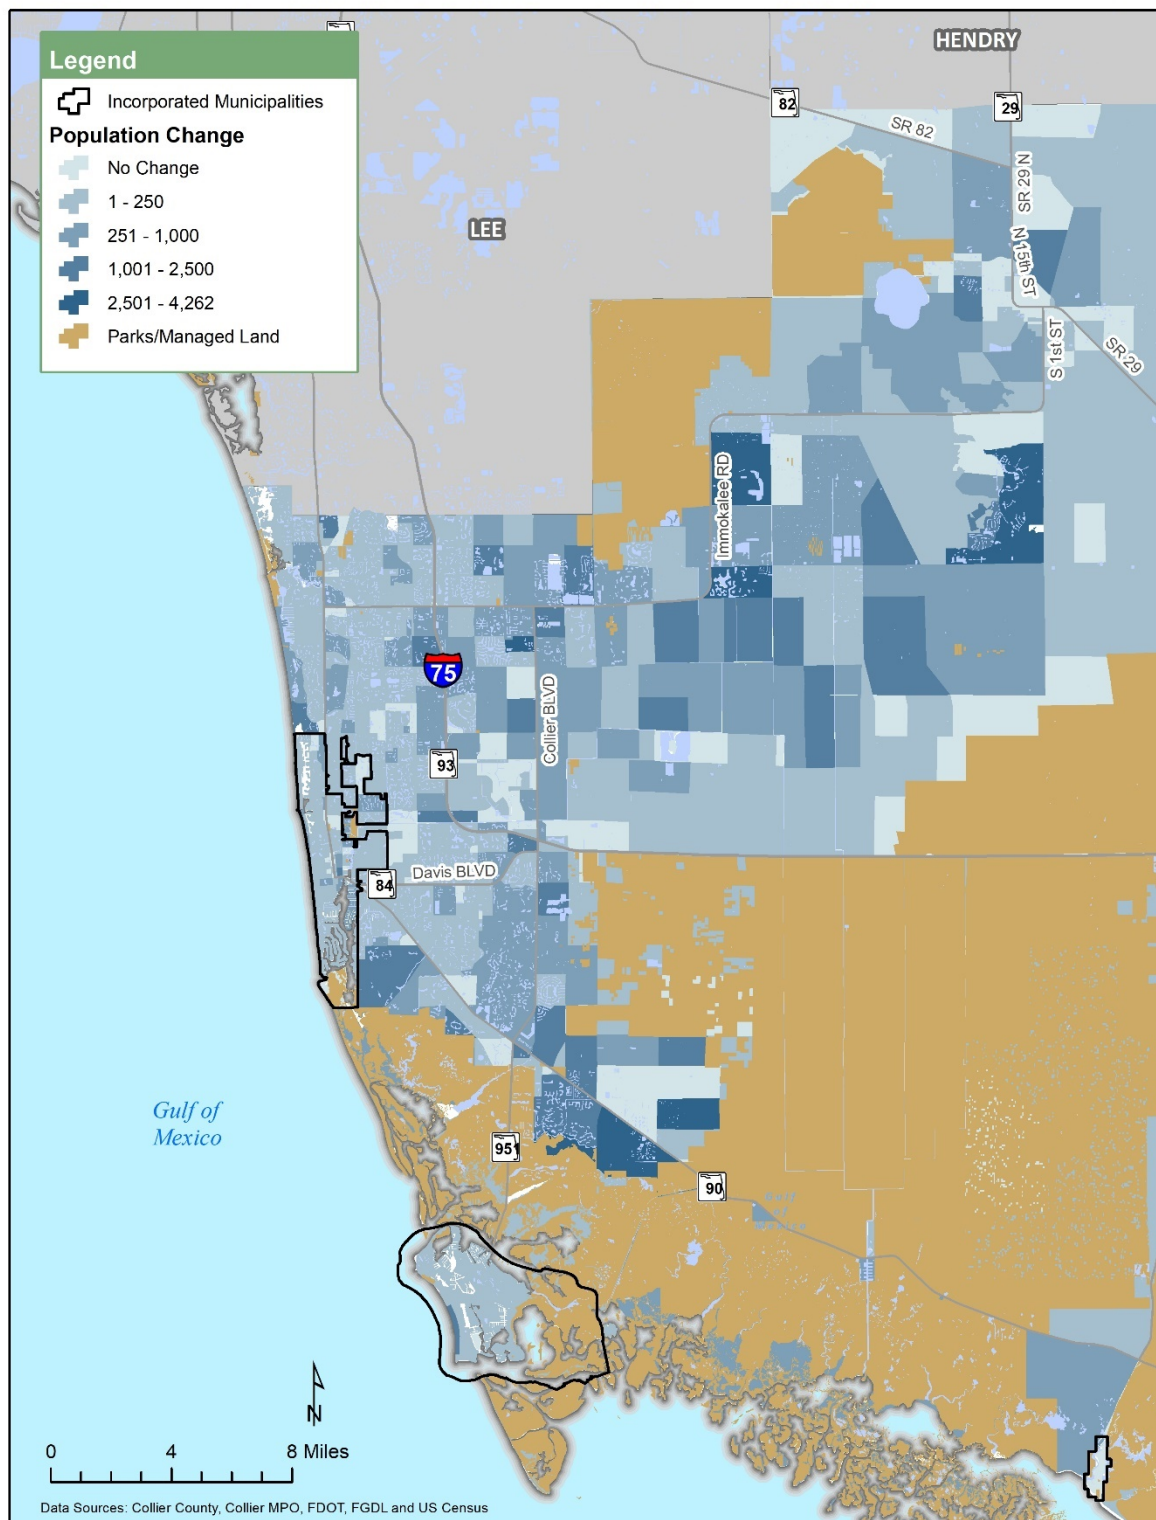 HENDRY
Legend
Incorporated Municipalities
Population Change
No Change
1 - 250
251 - 1,000
1,001 - 2,500
2,501 - 4,262
Parks/Managed Land
82
29
SR 82
SR 29 N
LEE
N 15th ST
S 1st ST
SR 29
Immokalee RD
75
Collier BLVD
93
Davis BLVD
84
Gulf of
Mexico
951
90
Gulf
of
Mexico
N
0 4 8 Miles
Data Sources: Collier County, Collier MPO, FDOT, FGDL and US Census